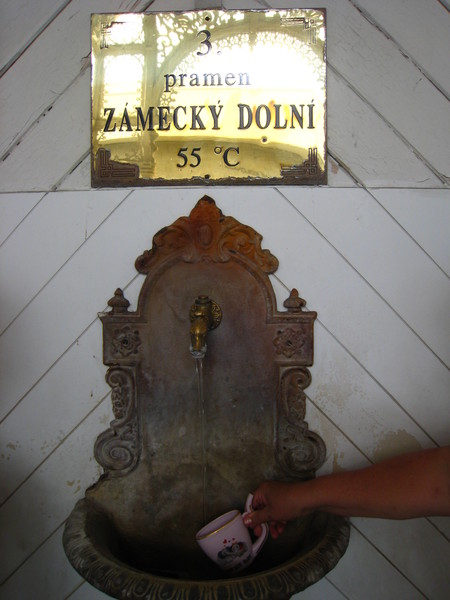 3.
pramen
ZÁMECKÝ DOLNÍ
55 °C